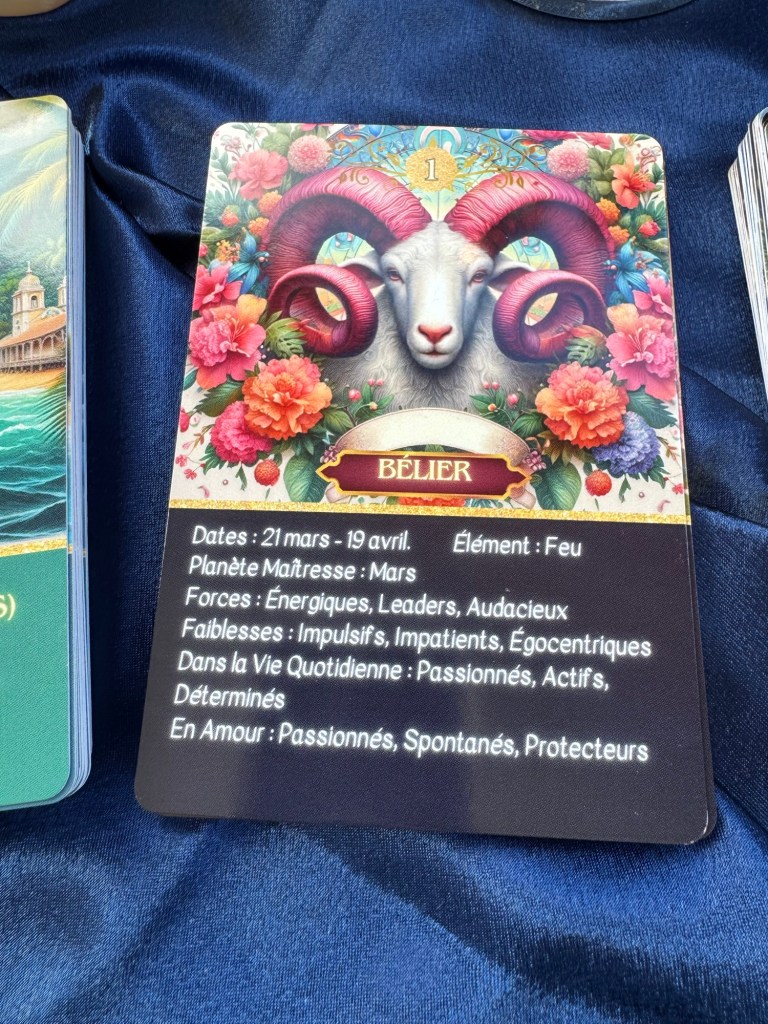 1
BÉLIER
Dates : 21 mars - 19 avril. Élément : Feu
Planète Maîtresse : Mars
Forces : Énergiques, Leaders, Audacieux
Faiblesses : Impulsifs, Impatients, Égocentriques
Dans la Vie Quotidienne : Passionnés, Actifs,
Déterminés
En Amour : Passionnés, Spontanés, Protecteurs